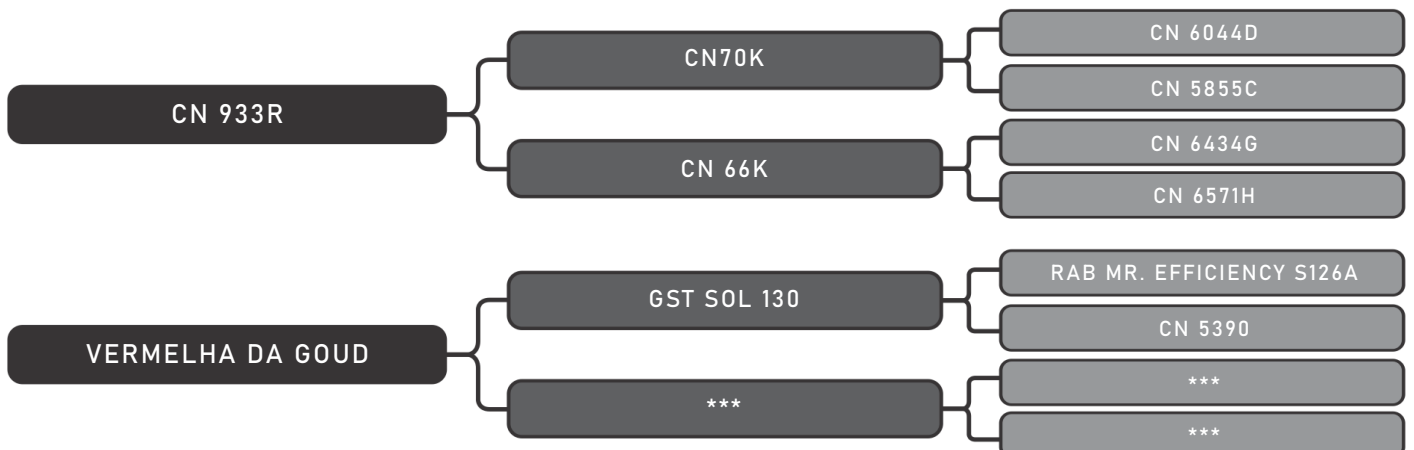 CN 933R
CN70K
CN 66K
CN 6044D
CN 5855C
CN 6434G
CN 6571H
VERMELHA DA GOUD
GST SOL 130
***
RAB MR. EFFICIENCY S126A
CN 5390
***
***